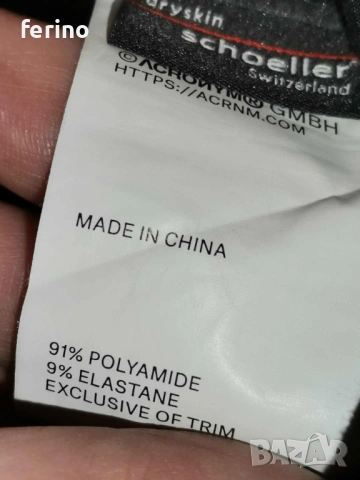 ferino
dryskin
schoeller®
Switzerland
©ACRONYM® GMBH
HTTPS://ACRNM.COM
MADE IN CHINA
91% POLYAMIDE
9% ELASTANE
EXCLUSIVE OF TRIM
BAZAR